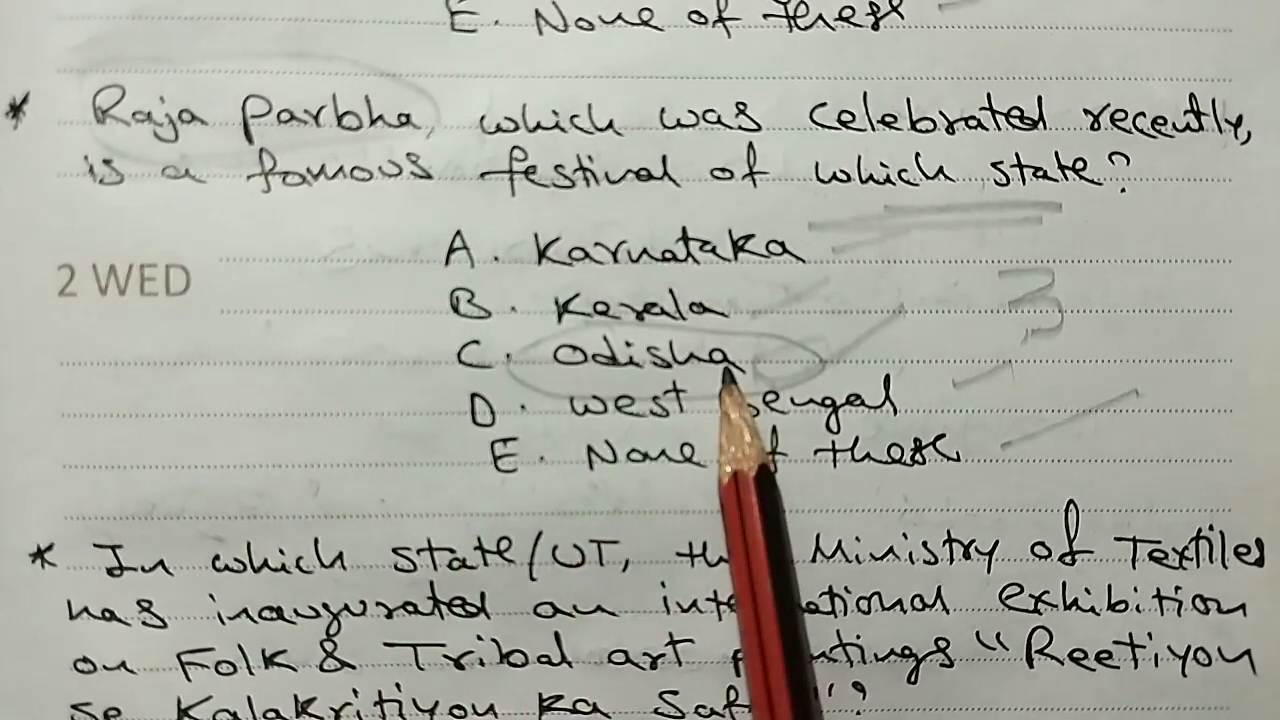 E. None of these
* Raja Parbha, which was celebrated recently,
is a famous festival of which state?
A. Karnataka
2 WED
B. Kerala
C. Odisha
D. West Bengal
E. None of these
* In which state/UT, the Ministry of Textiles
has inaugurated an international exhibition
on Folk & Tribal art paintings "Reetiyon
se Kalakritiyon ka Safar"?